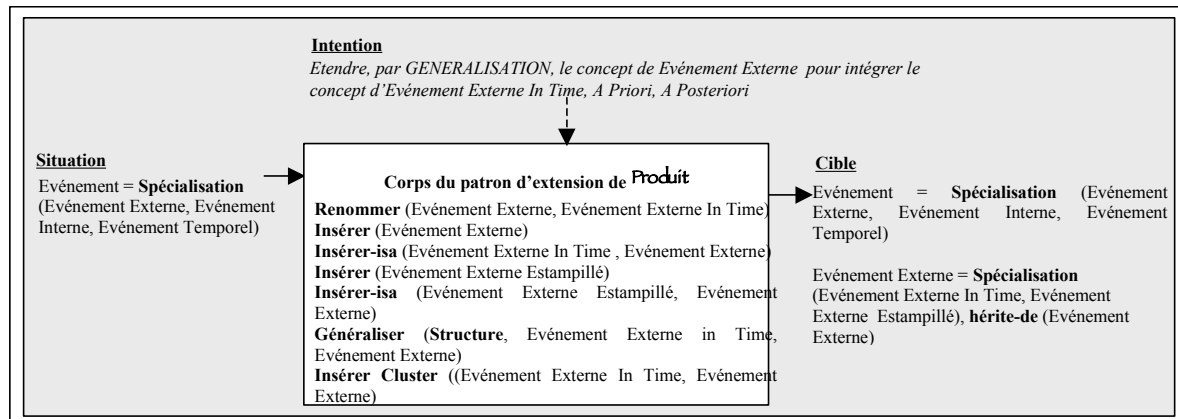 Intention
Etendre, par GENERALISATION, le concept de Evénement Externe pour intégrer le
concept d'Evénement Externe In Time, A Priori, A Posteriori
Situation
Evénement = Spécialisation
(Evénement Externe, Evénement
Interne, Evénement Temporel)
Corps du patron d'extension de Produit
Renommer (Evénement Externe, Evénement Externe In Time)
Insérer (Evénement Externe)
Insérer-isa (Evénement Externe In Time , Evénement Externe)
Insérer (Evénement Externe Estampillé)
Insérer-isa (Evénement Externe Estampillé, Evénement
Externe)
Généraliser (Structure, Evénement Externe in Time,
Evénement Externe)
Insérer Cluster ((Evénement Externe In Time, Evénement
Externe)
Cible
Evénement = Spécialisation (Evénement
Externe, Evénement Interne, Evénement
Temporel)
Evénement Externe = Spécialisation
(Evénement Externe In Time, Evénement
Externe Estampillé), hérite-de (Evénement
Externe)